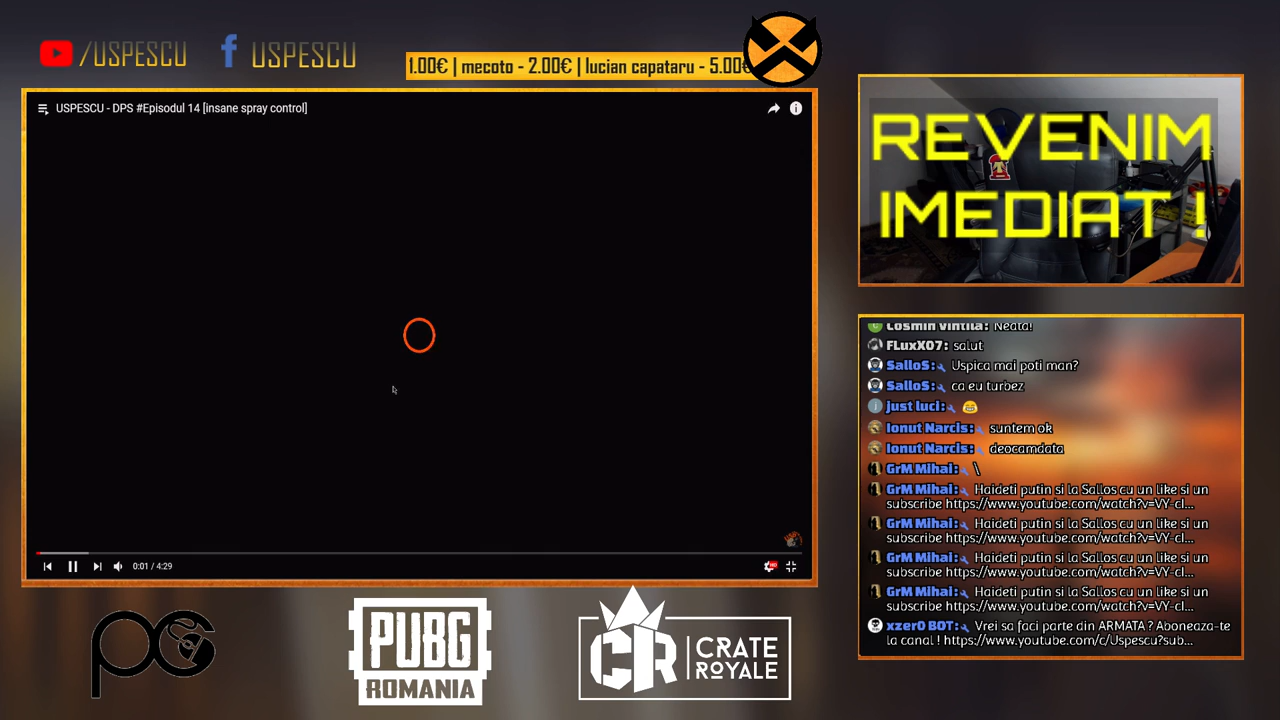 /USPESCU
USPESCU
1.00€ | mecoto - 2.00€ | lucian capataru - 5.00€
USPESCU - DPS #Episodul 14 [insane spray control]
REVENIM
IMEDIAT !
Cosmin Vintila: Neata!
FLuxX07: salut
SalloS: Uspica mai poti man?
SalloS: ca eu turbez
just luci:
Ionut Narcis: suntem ok
Ionut Narcis: deocamdata
GrM Mihai: \
GrM Mihai: Haideti putin si la Sallos cu un like si un
subscribe https://www.youtube.com/watch?v=VY-cl...
GrM Mihai: Haideti putin si la Sallos cu un like si un
subscribe https://www.youtube.com/watch?v=VY-cl...
GrM Mihai: Haideti putin si la Sallos cu un like si un
subscribe https://www.youtube.com/watch?v=VY-cl...
GrM Mihai: Haideti putin si la Sallos cu un like si un
subscribe https://www.youtube.com/watch?v=VY-cl...
xzer0 BOT: Vrei sa faci parte din ARMATA ? Aboneaza-te
la canal ! https://www.youtube.com/c/Uspescu?sub...
0:01 / 4:29
HD
PG
PUBG
ROMANIA
CR
CRATE
ROYALE